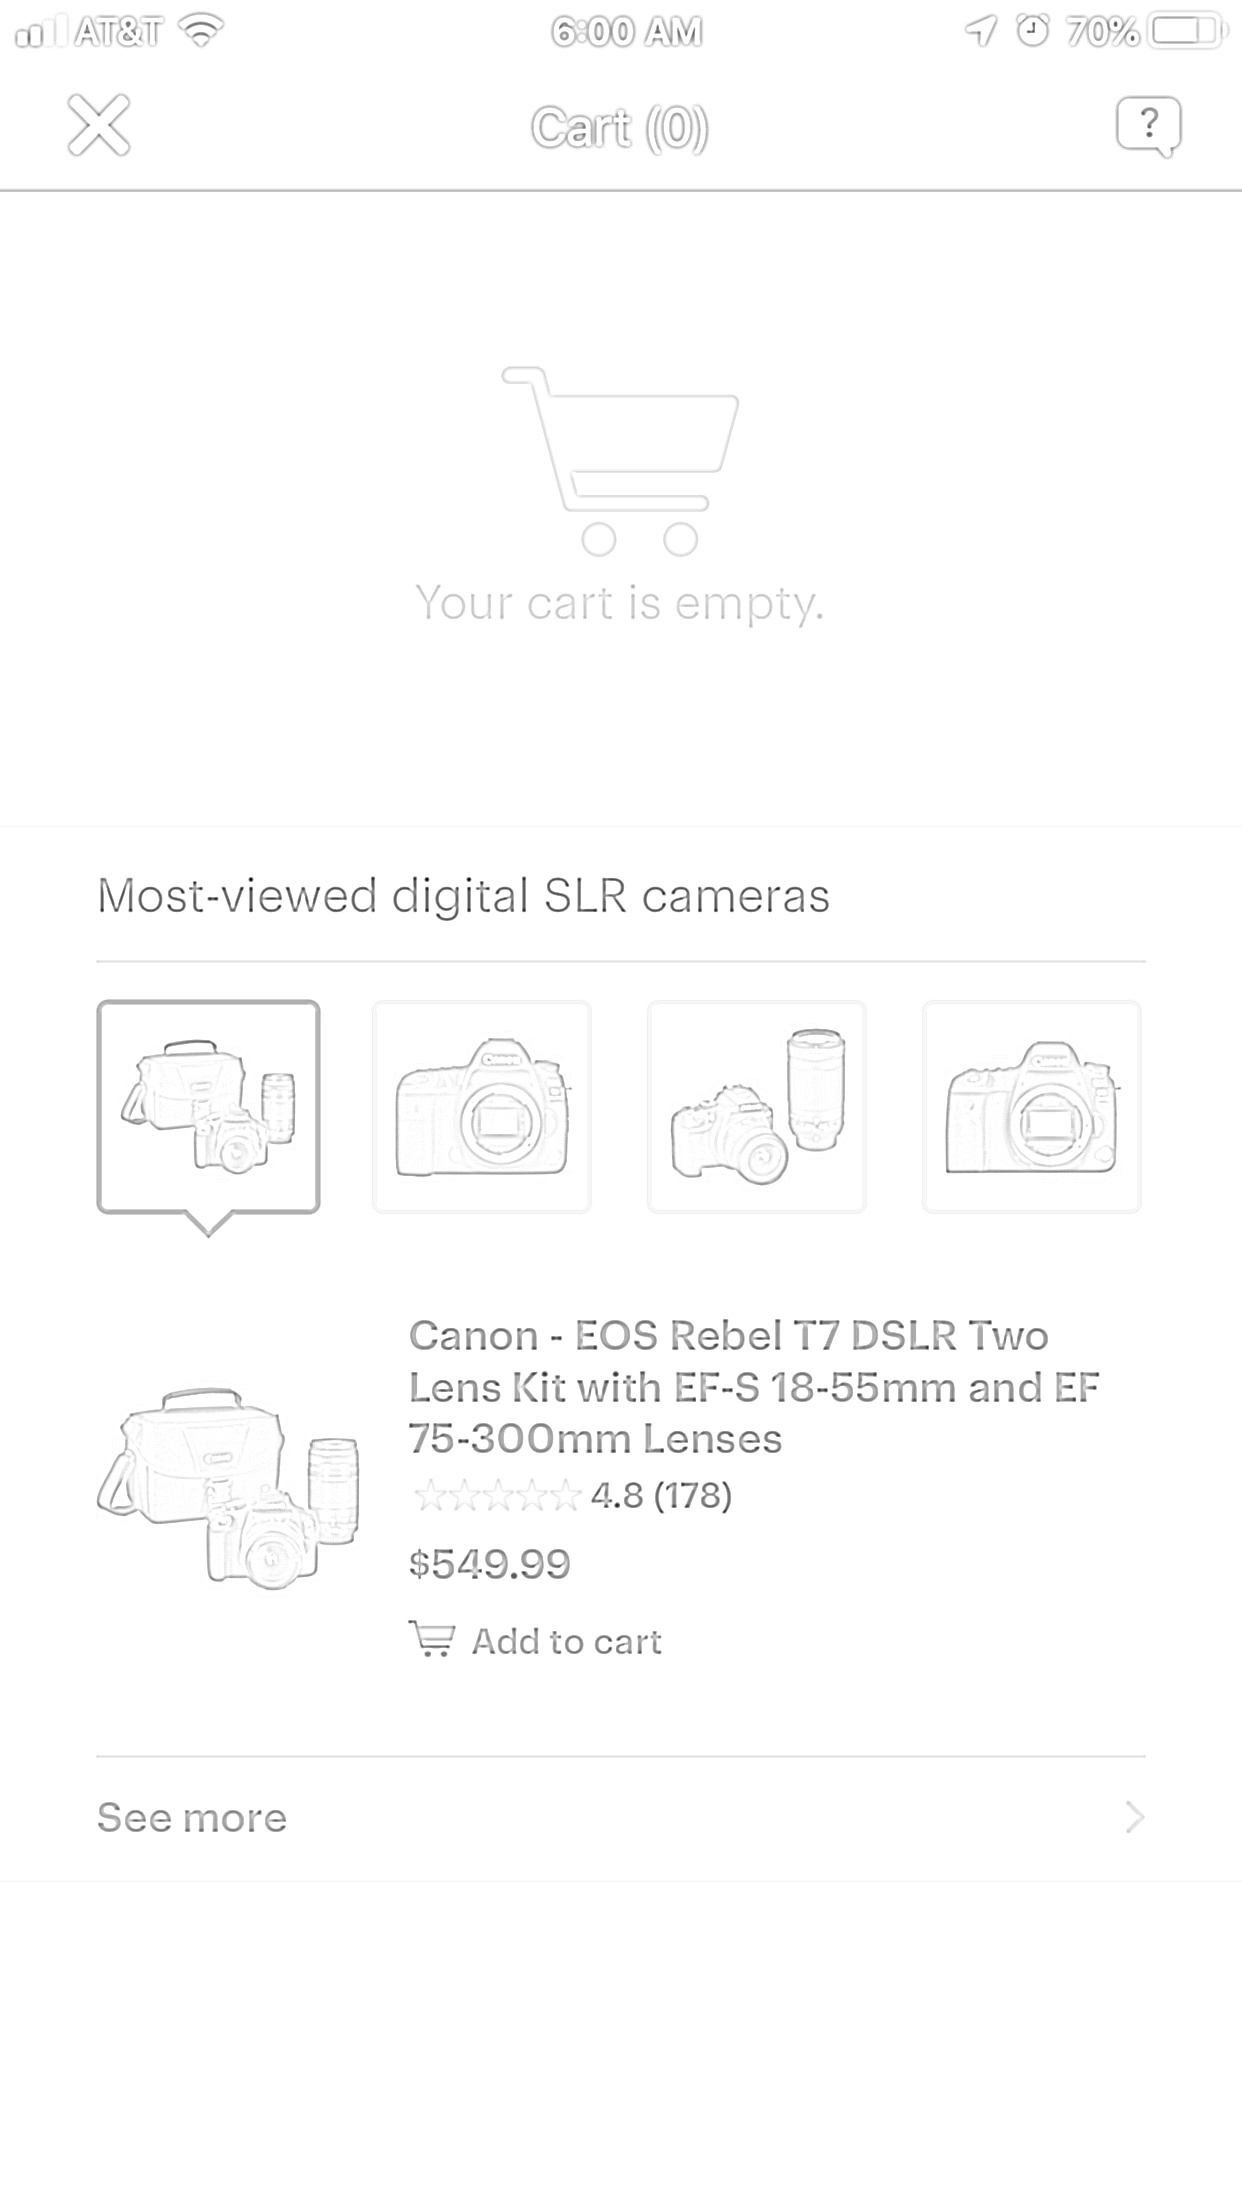 AT&T 6:00 AM 70%
Cart (0)
?
Your cart is empty.
Most-viewed digital SLR cameras
Canon - EOS Rebel T7 DSLR Two
Lens Kit with EF-S 18-55mm and EF
75-300mm Lenses
4.8 (178)
$549.99
Add to cart
See more